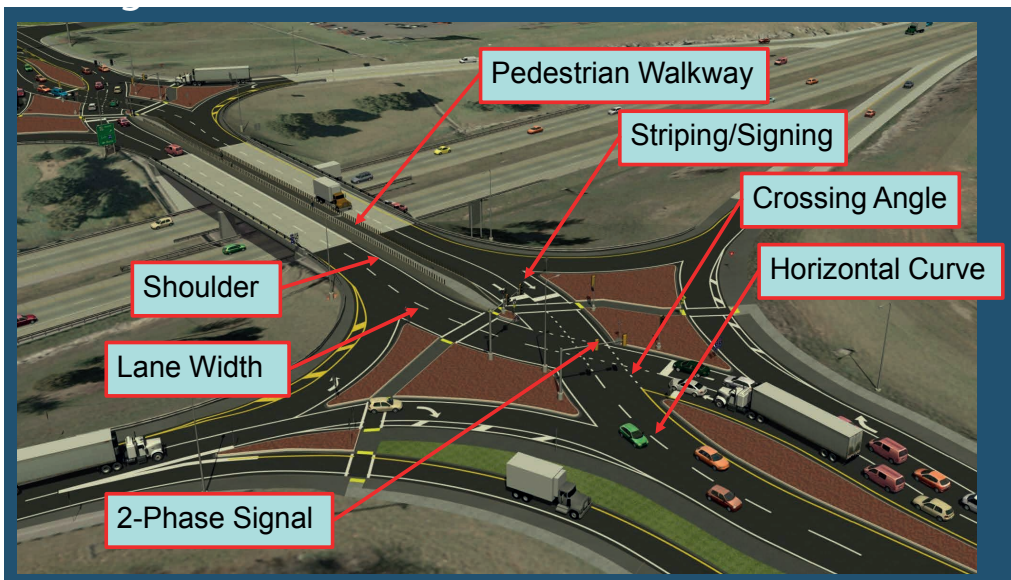 Pedestrian Walkway
Striping/Signing
Crossing Angle
Horizontal Curve
Shoulder
Lane Width
2-Phase Signal